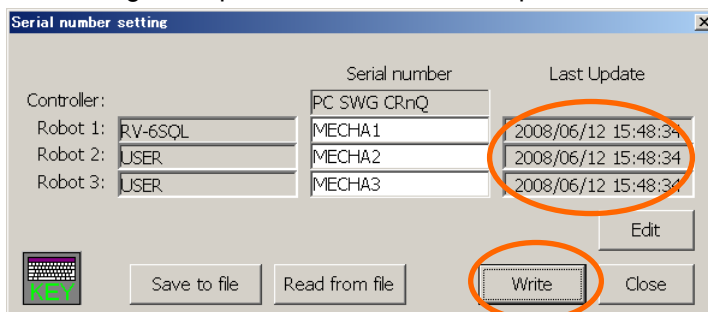 Serial number setting
Serial number Last Update
Controller: PC SWG CRnQ
Robot 1: RV-6SQL MECHA1 2008/06/12 15:48:34
Robot 2: USER MECHA2 2008/06/12 15:48:34
Robot 3: USER MECHA3 2008/06/12 15:48:34
Edit
KEY Save to file Read from file Write Close